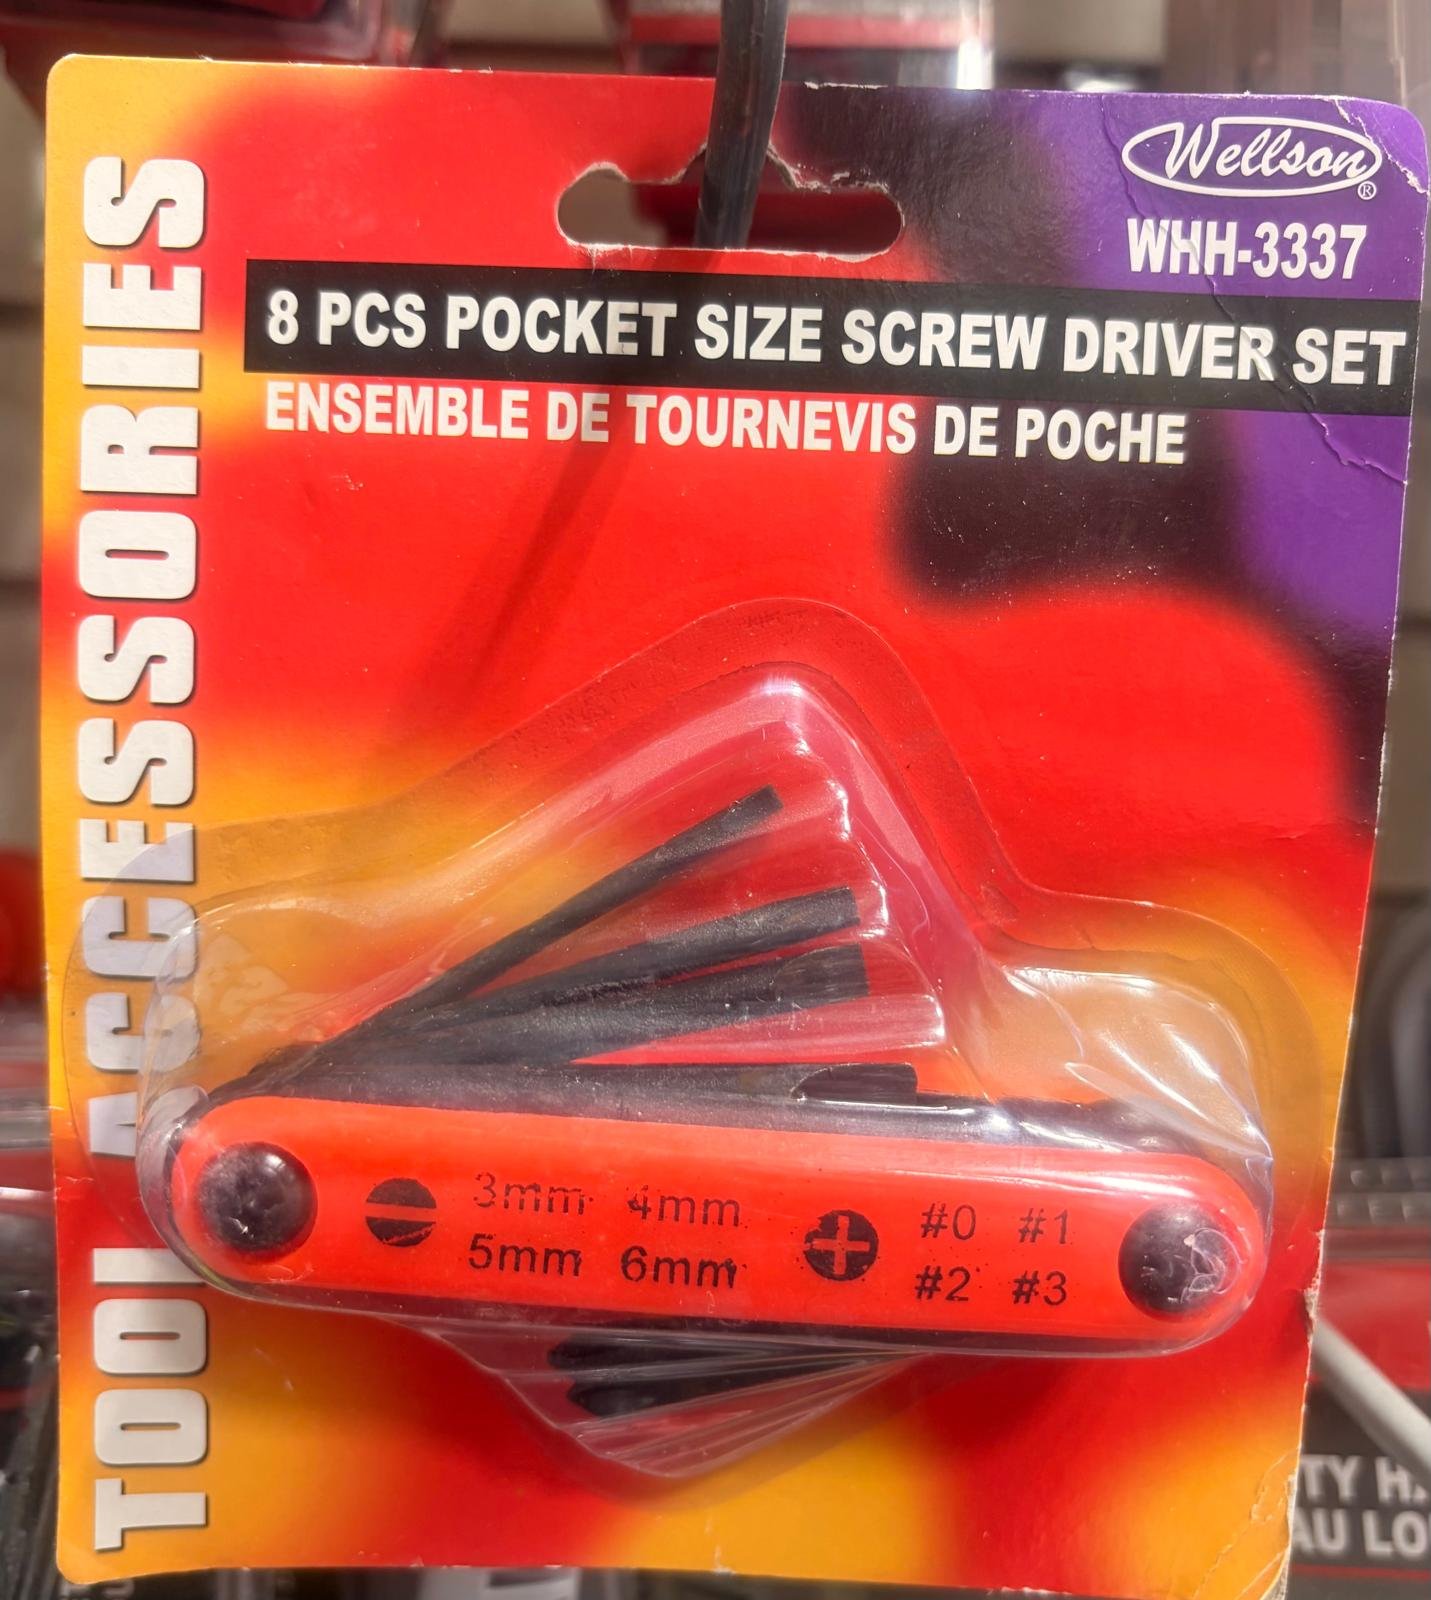 Wellson®
WHH-3337
8 PCS POCKET SIZE SCREW DRIVER SET
ENSEMBLE DE TOURNEVIS DE POCHE
TOOL ACCESSORIES
3mm 4mm
5mm 6mm
#0 #1
#2 #3